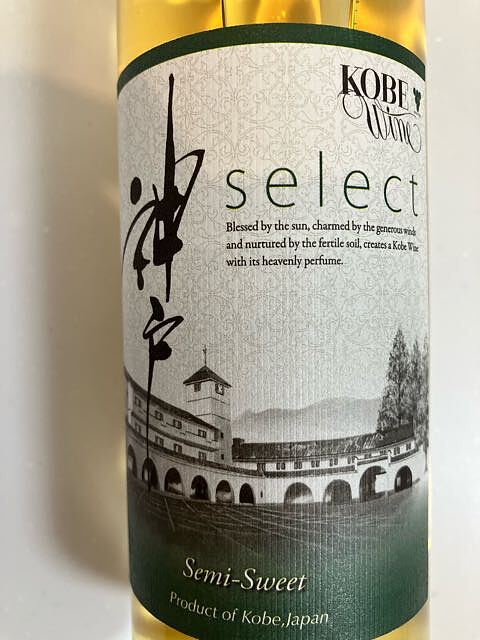 KOBE
Wine
神戸
select
Blessed by the sun, charmed by the generous winds
and nurtured by the fertile soil, creates a Kobe Wine
with its heavenly perfume.
Semi-Sweet
Product of Kobe,Japan